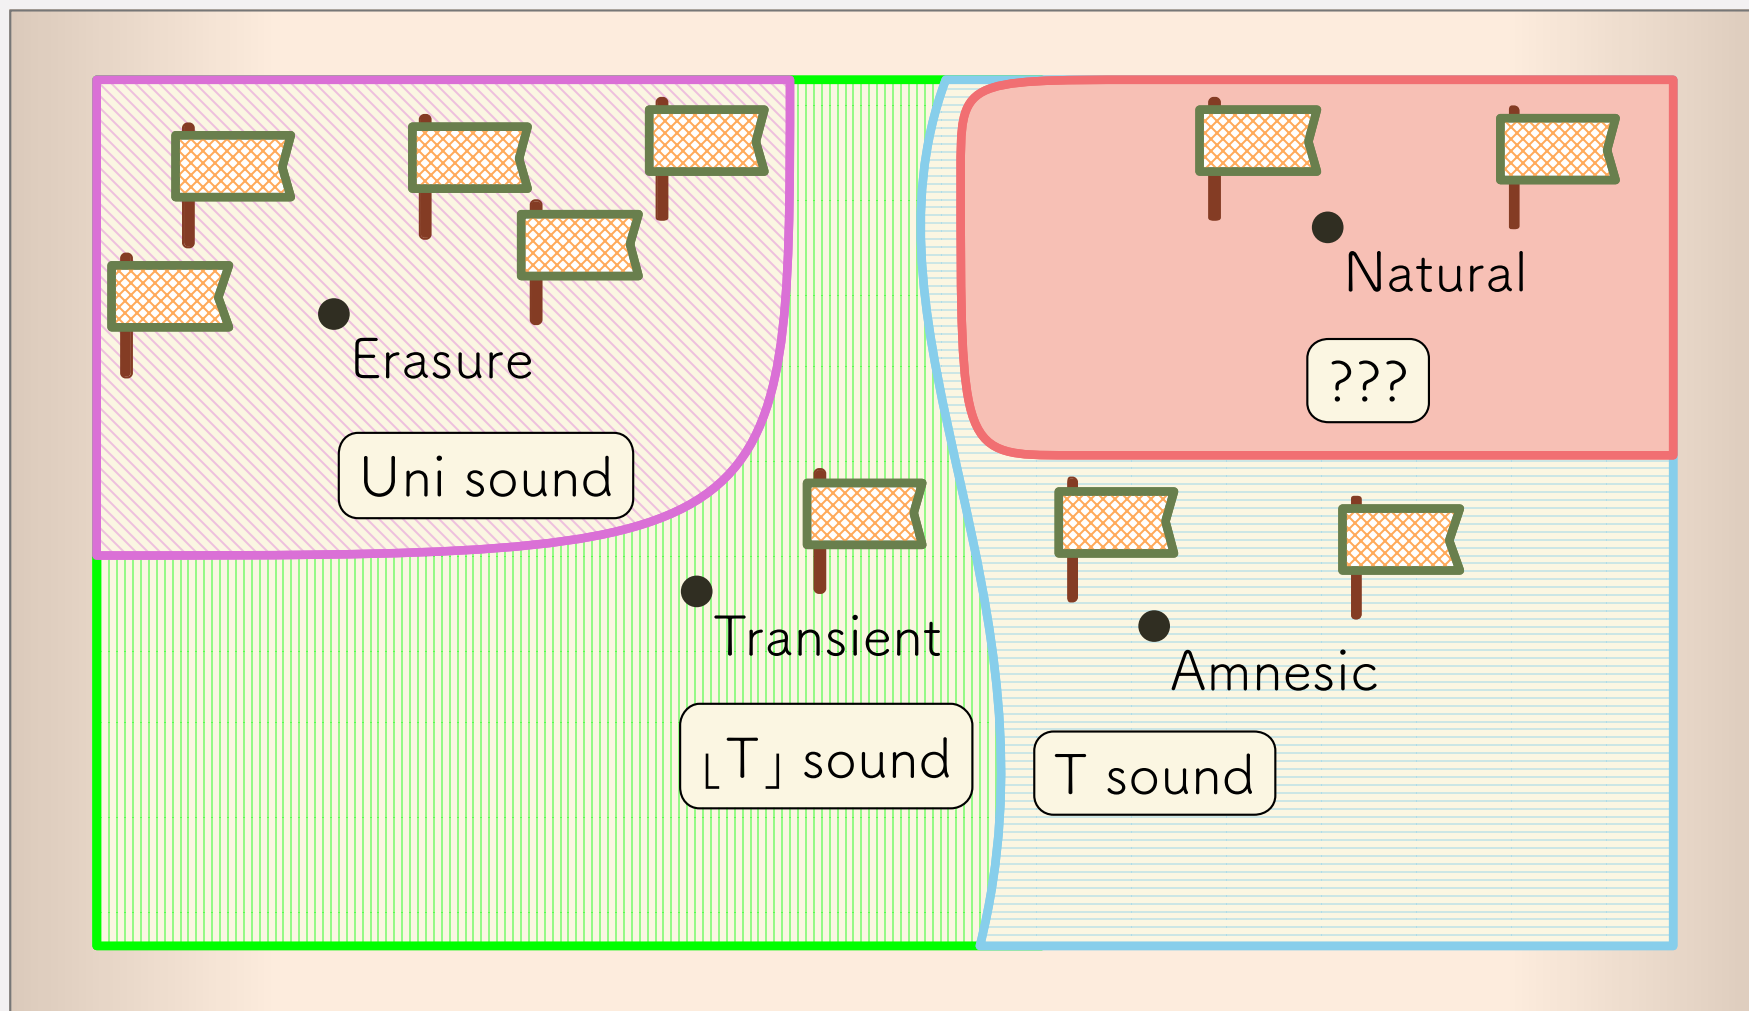 Natural
Erasure
???
Uni sound
Transient
Amnesic
⌊T⌋ sound
T sound